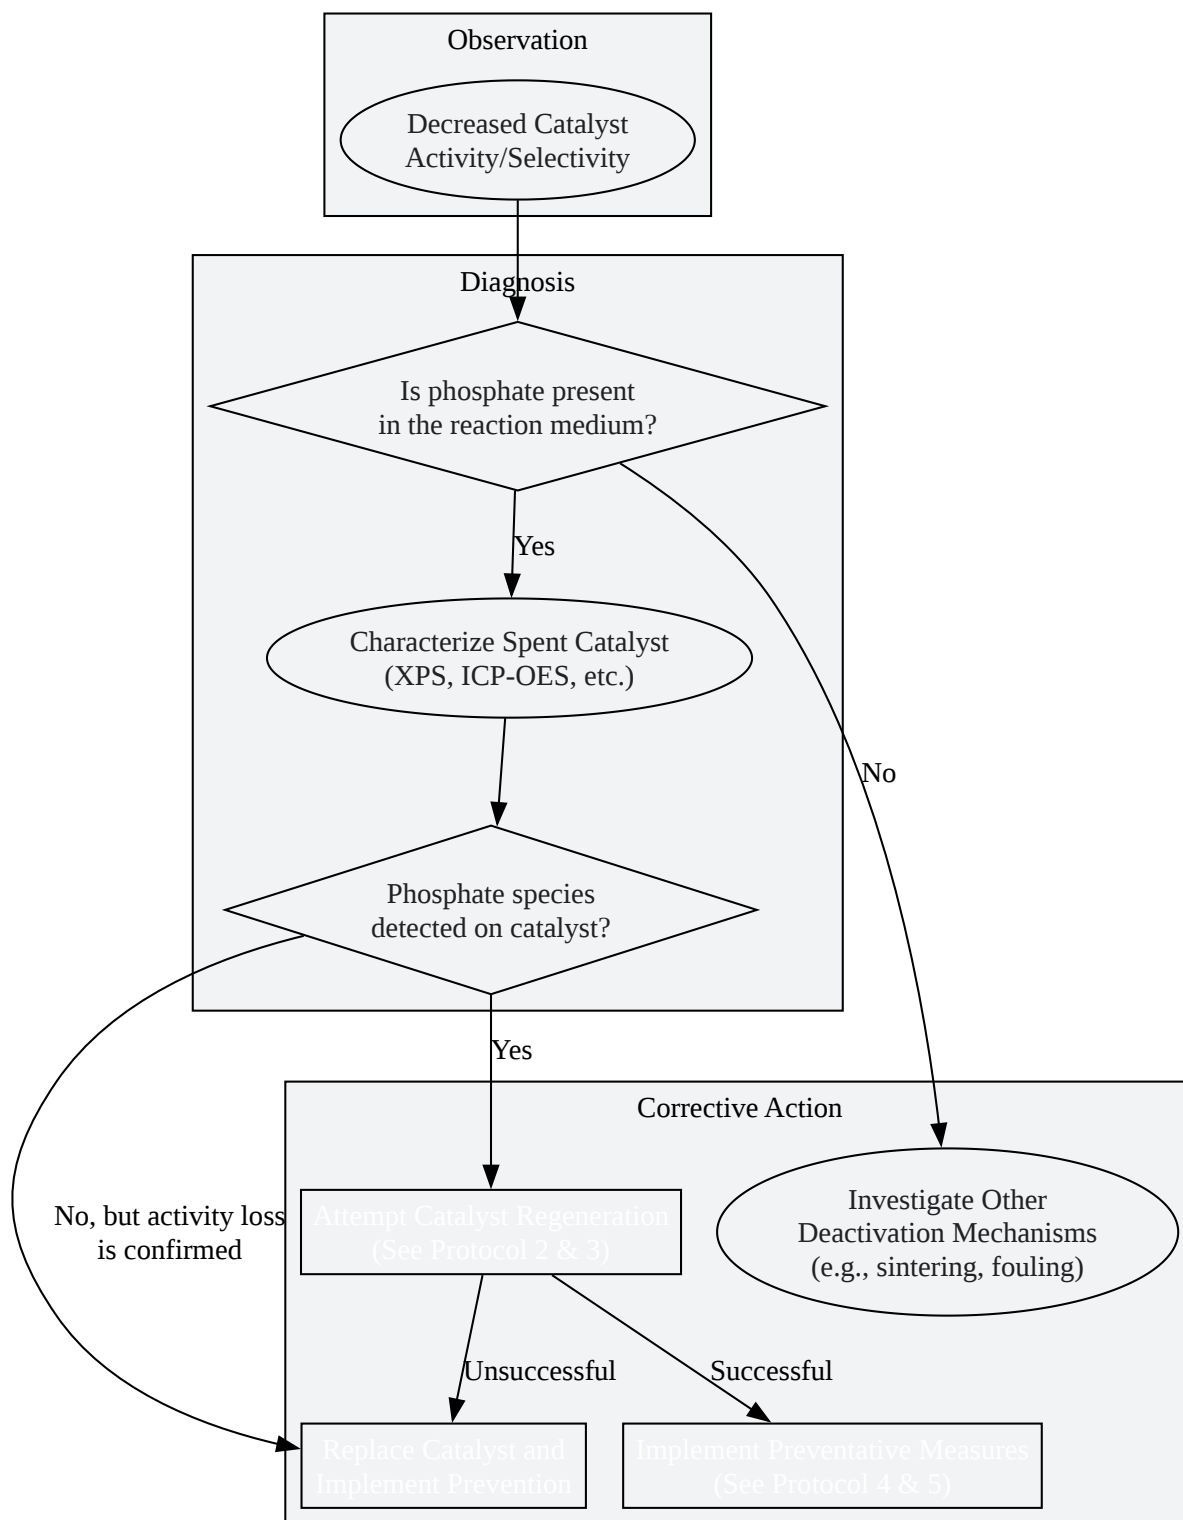 Observation
Decreased Catalyst
Activity/Selectivity
Diagnosis
Is phosphate present
in the reaction medium?
Yes
Characterize Spent Catalyst
(XPS, ICP-OES, etc.)
No
Phosphate species
detected on catalyst?
Yes
Corrective Action
No, but activity loss
is confirmed
Attempt Catalyst Regeneration
(See Protocol 2 & 3)
Investigate Other
Deactivation Mechanisms
(e.g., sintering, fouling)
Unsuccessful
Successful
Replace Catalyst and
Implement Prevention
Implement Preventative Measures
(See Protocol 4 & 5)